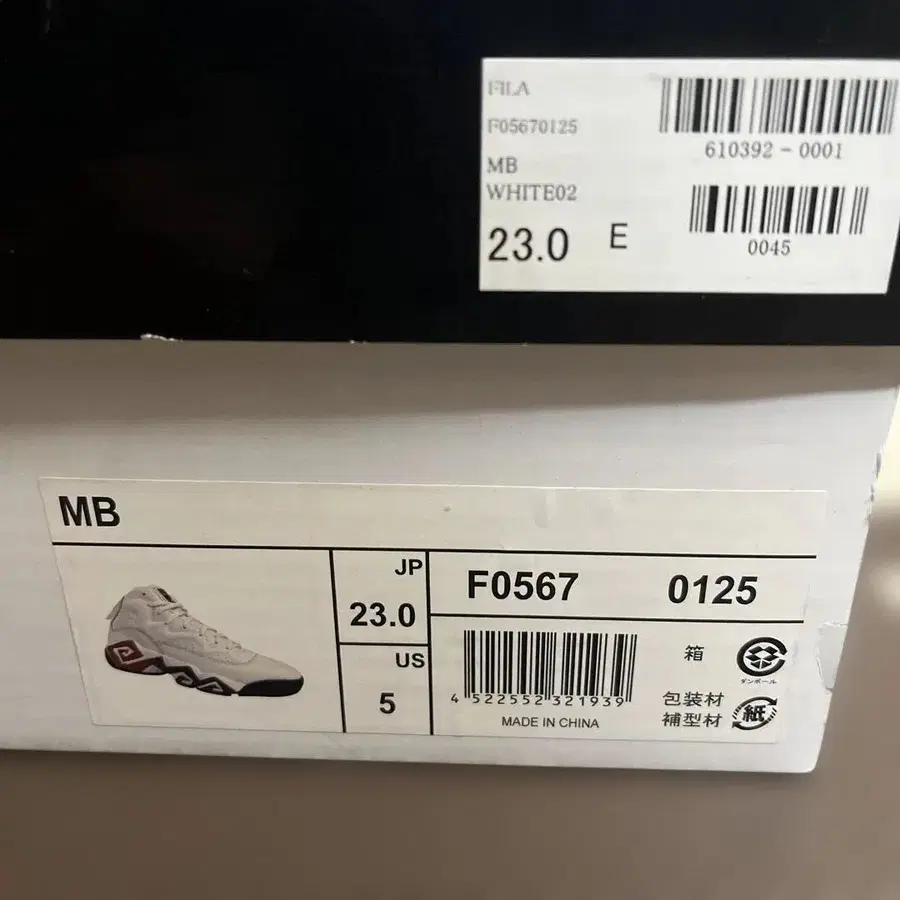 FILA
F05670125
MB
WHITE02
23.0 E
610392-0001
0045
MB
JP
23.0
US
5
F0567 0125
4 522552 321939
MADE IN CHINA
箱
ダンボール
包装材
補型材
紙